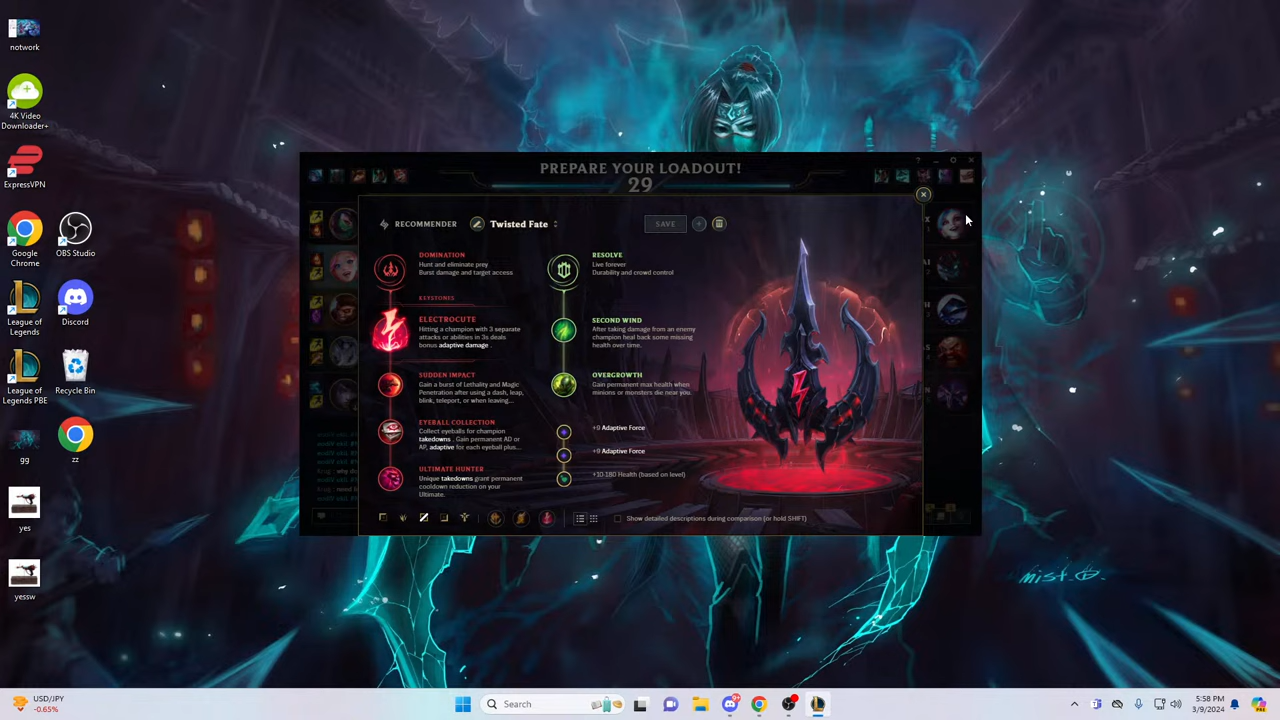 notwork
4K Video
Downloader+
ExpressVPN
Google
Chrome
OBS Studio
League of
Legends
Discord
League of
Legends PBE
Recycle Bin
gg
zz
yes
yessw
PREPARE YOUR LOADOUT!
29
RECOMMENDER
Twisted Fate
SAVE
DOMINATION
Hunt and eliminate prey
Burst damage and target access
KEYSTONES
ELECTROCUTE
Hitting a champion with 3 separate
attacks or abilities in 3s deals
bonus adaptive damage .
SUDDEN IMPACT
Gain a burst of Lethality and Magic
Penetration after using a dash, leap,
blink, teleport, or when leaving...
EYEBALL COLLECTION
Collect eyeballs for champion
takedowns . Gain permanent AD or
AP, adaptive for each eyeball plus...
ULTIMATE HUNTER
Unique takedowns grant permanent
cooldown reduction on your
Ultimate.
RESOLVE
Live forever
Durability and crowd control
SECOND WIND
After taking damage from an enemy
champion heal back some missing
health over time.
OVERGROWTH
Gain permanent max health when
minions or monsters die near you.
+9 Adaptive Force
+9 Adaptive Force
+10-180 Health (based on level)
Show detailed descriptions during comparison (or hold SHIFT)
USD/JPY
-0.65%
Search
9+
5:58 PM
3/9/2024